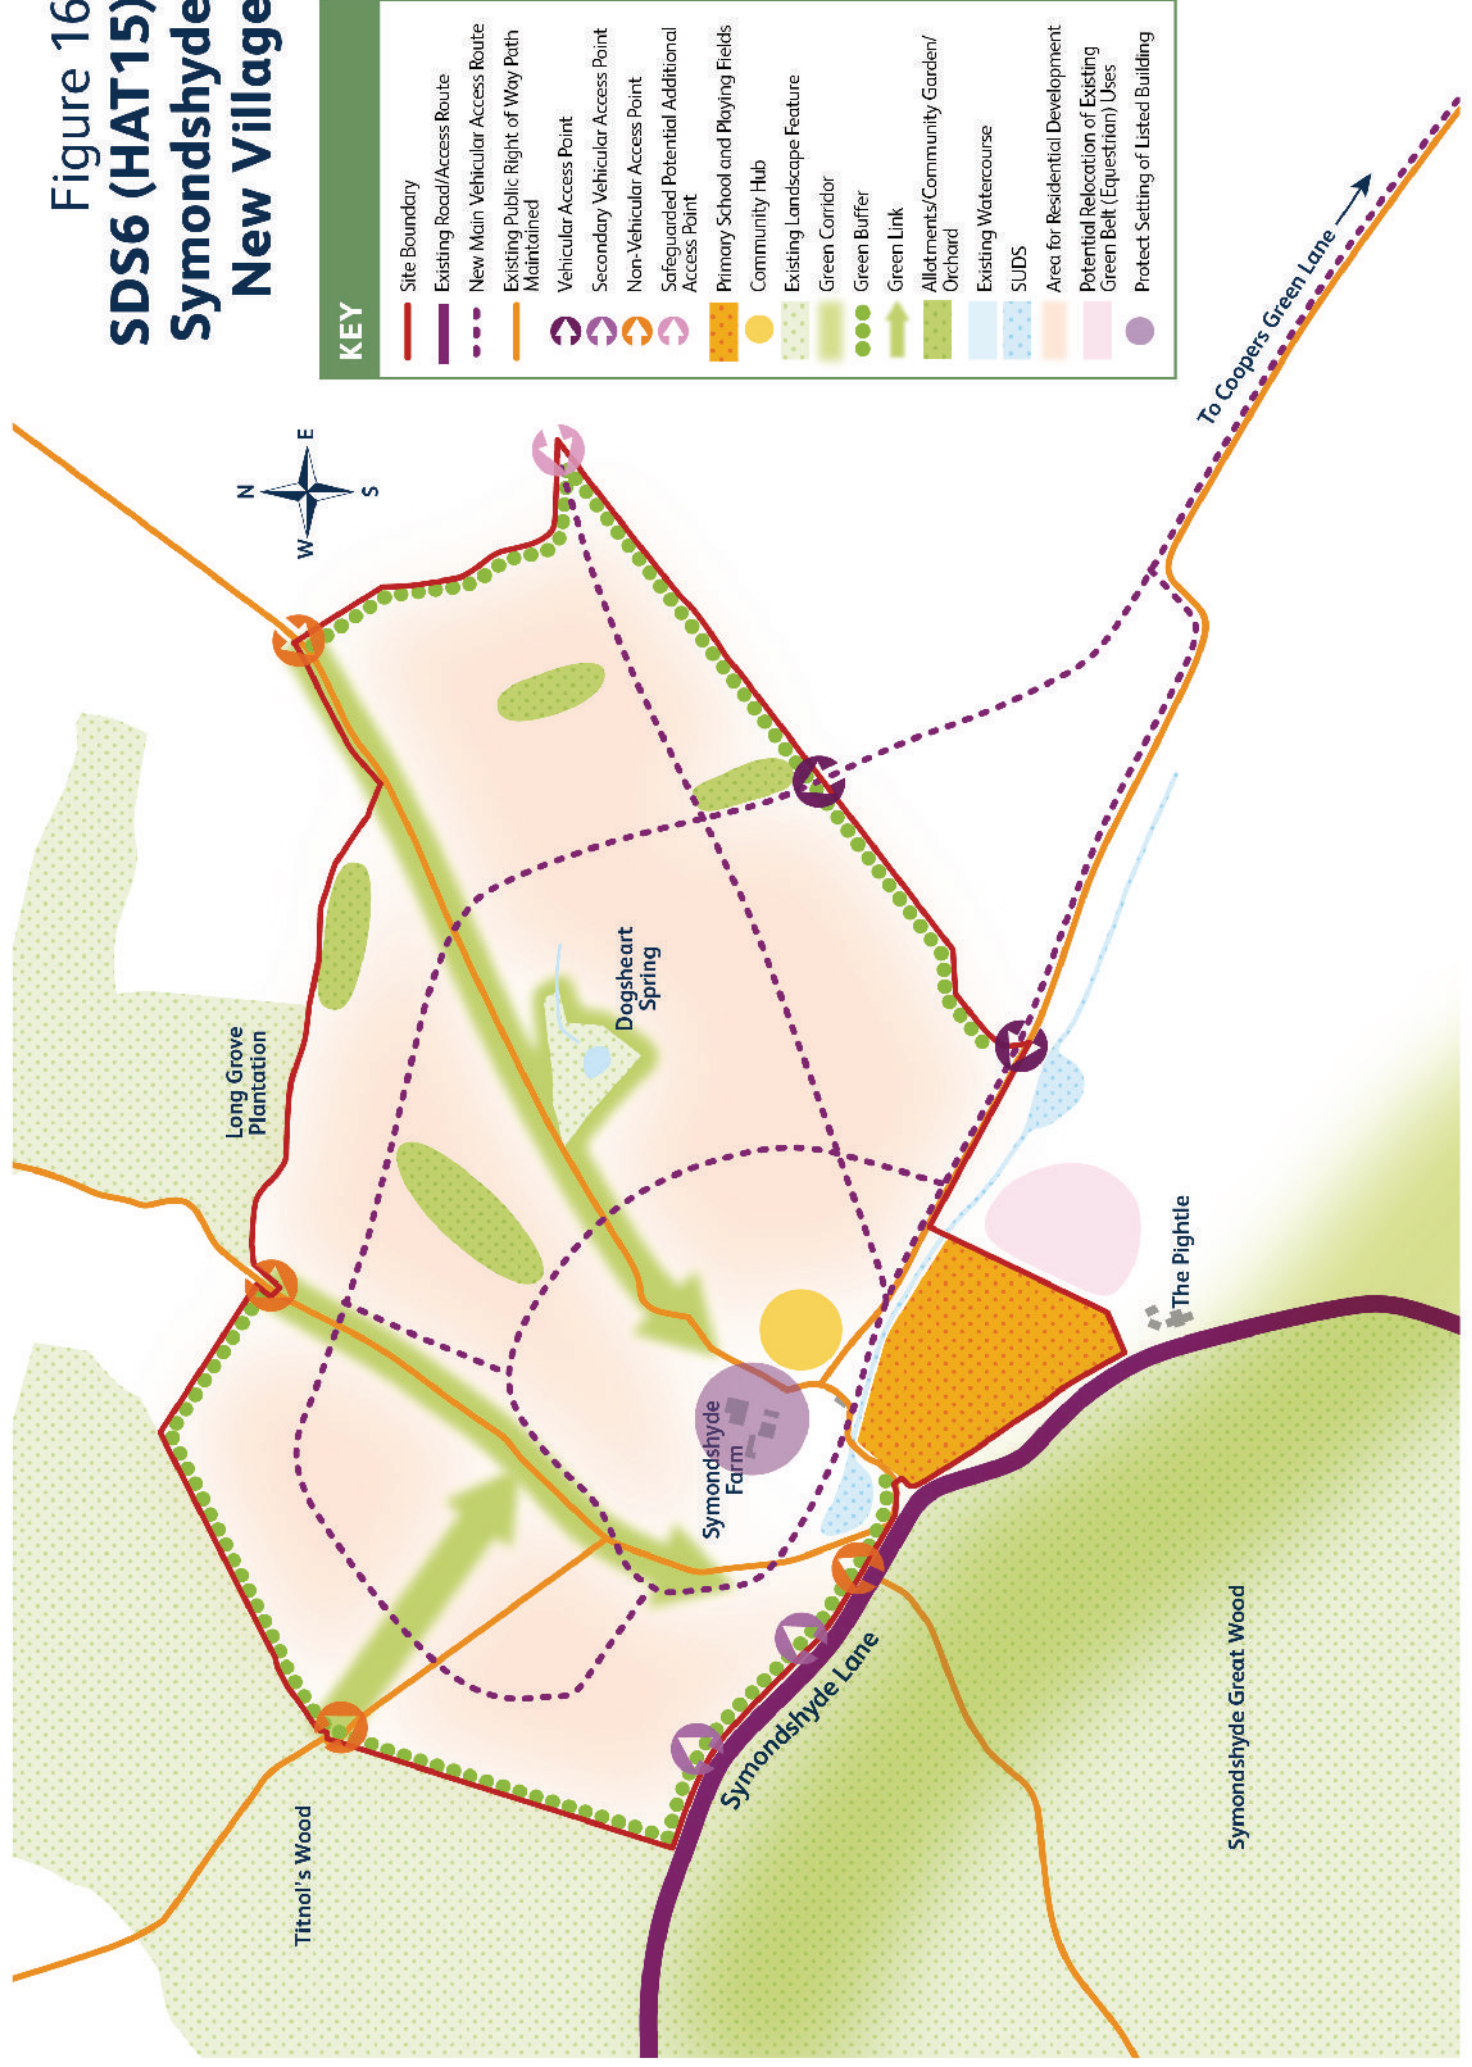 Figure 16
SDS6 (HAT15)
Symondshyde
New Village
KEY
Site Boundary
Existing Road/Access Route
New Main Vehicular Access Route
Existing Public Right of Way Path
Maintained
Vehicular Access Point
Secondary Vehicular Access Point
Non-Vehicular Access Point
Safeguarded Potential Additional
Access Point
Primary School and Playing Fields
Community Hub
Existing Landscape Feature
Green Corridor
Green Buffer
Green Link
Allotments/Community Garden/
Orchard
Existing Watercourse
SUDS
Area for Residential Development
Potential Relocation of Existing
Green Belt (Equestrian) Uses
Protect Setting of Listed Building
N
E
S
W
Long Grove
Plantation
Titnol's Wood
Dogsheart
Spring
Symondshyde
Farm
Symondshyde Lane
The Pightle
Symondshyde Great Wood
To Coopers Green Lane